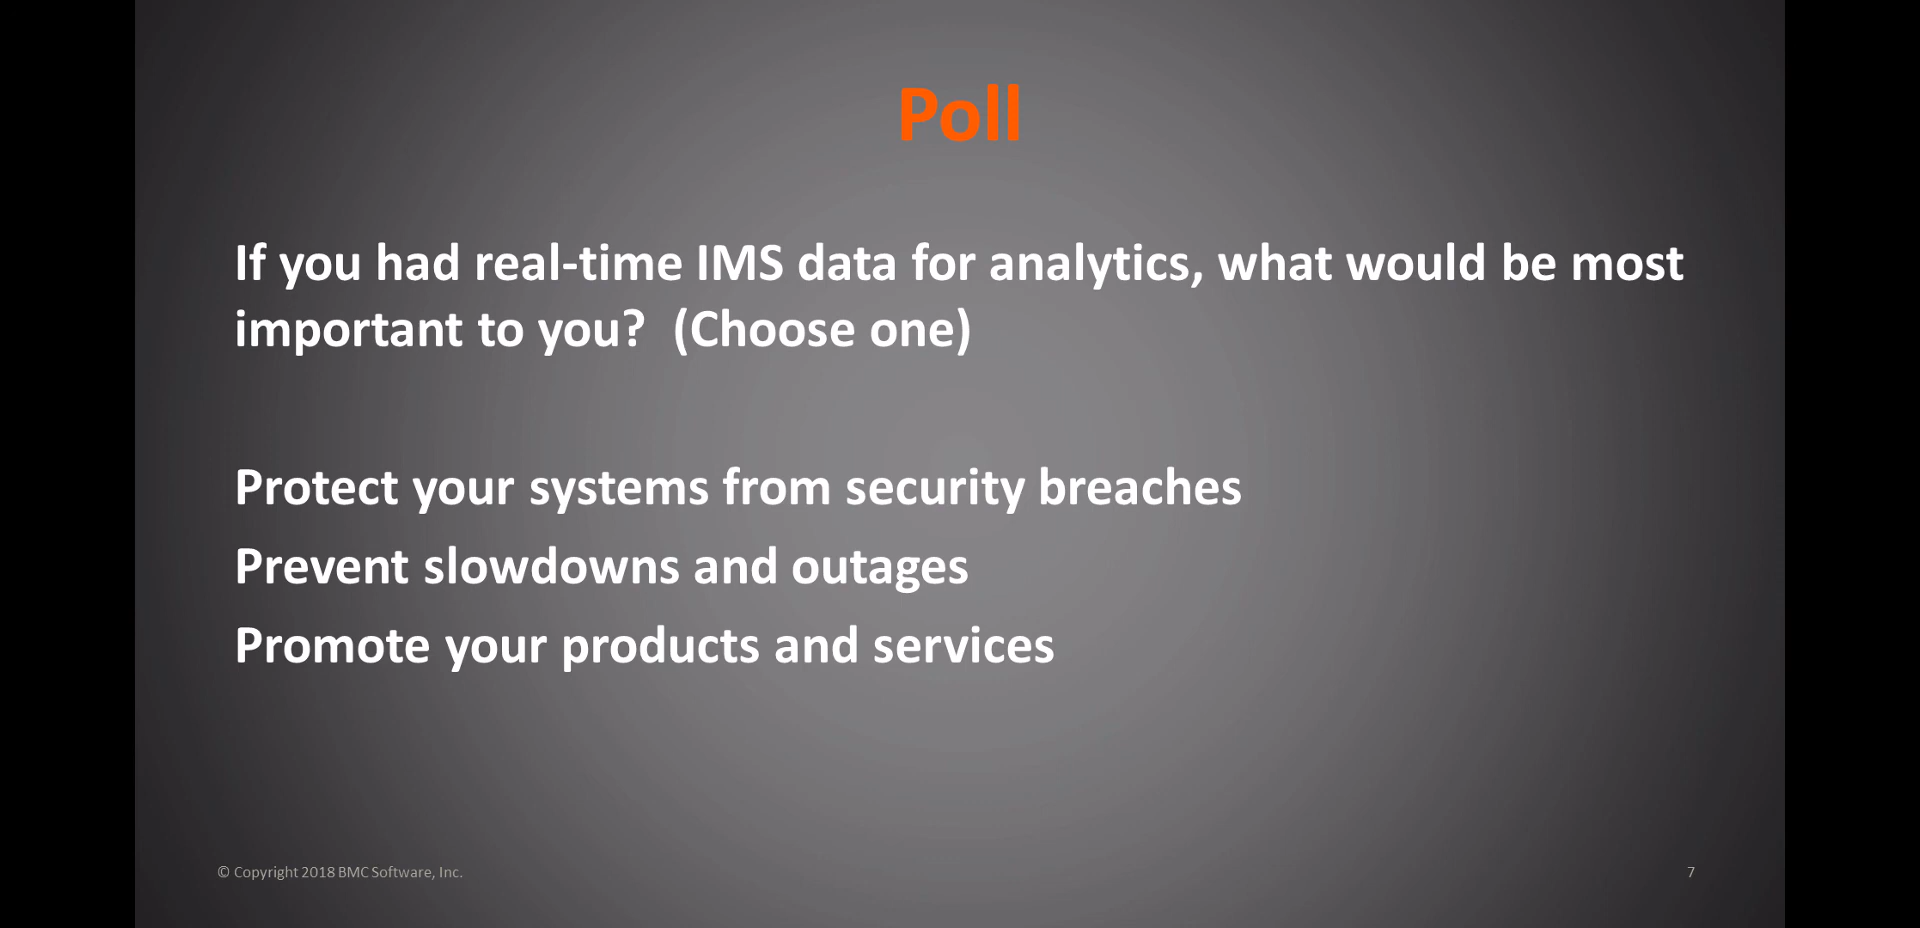 Poll
If you had real-time IMS data for analytics, what would be most
important to you?  (Choose one)
Protect your systems from security breaches
Prevent slowdowns and outages
Promote your products and services
© Copyright 2018 BMC Software, Inc.
7